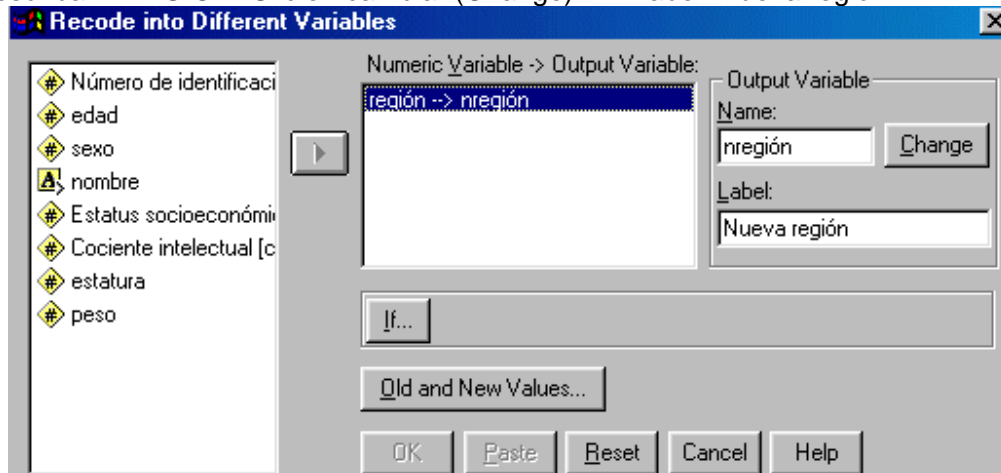 (Change)
Recode into Different Variables
Número de identificaci
edad
sexo
nombre
Estatus socioeconómi
Cociente intelectual [c
estatura
peso
Numeric Variable -> Output Variable:
región --> nregión
Output Variable
Name:
nregión
Change
Label:
Nueva región
If...
Old and New Values...
OK
Paste
Reset
Cancel
Help